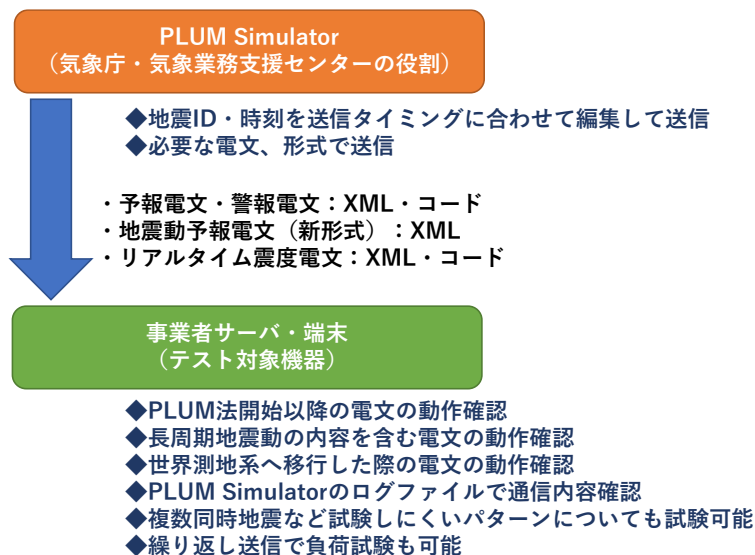 PLUM Simulator
（気象庁・気象業務支援センターの役割）
◆地震ID・時刻を送信タイミングに合わせて編集して送信
◆必要な電文、形式で送信
・予報電文・警報電文：XML・コード
・地震動予報電文（新形式）：XML
・リアルタイム震度電文：XML・コード
事業者サーバ・端末
（テスト対象機器）
◆PLUM法開始以降の電文の動作確認
◆長周期地震動の内容を含む電文の動作確認
◆世界測地系へ移行した際の電文の動作確認
◆PLUM Simulatorのログファイルで通信内容確認
◆複数同時地震など試験しにくいパターンについても試験可能
◆繰り返し送信で負荷試験も可能